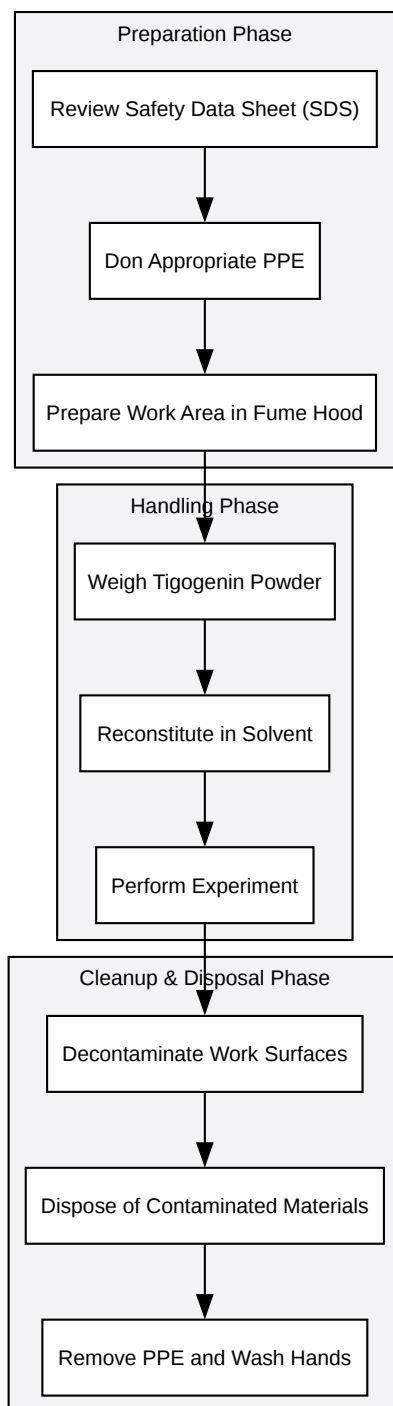 Preparation Phase
Review Safety Data Sheet (SDS)
Don Appropriate PPE
Prepare Work Area in Fume Hood
Handling Phase
Weigh Tigogenin Powder
Reconstitute in Solvent
Perform Experiment
Cleanup & Disposal Phase
Decontaminate Work Surfaces
Dispose of Contaminated Materials
Remove PPE and Wash Hands